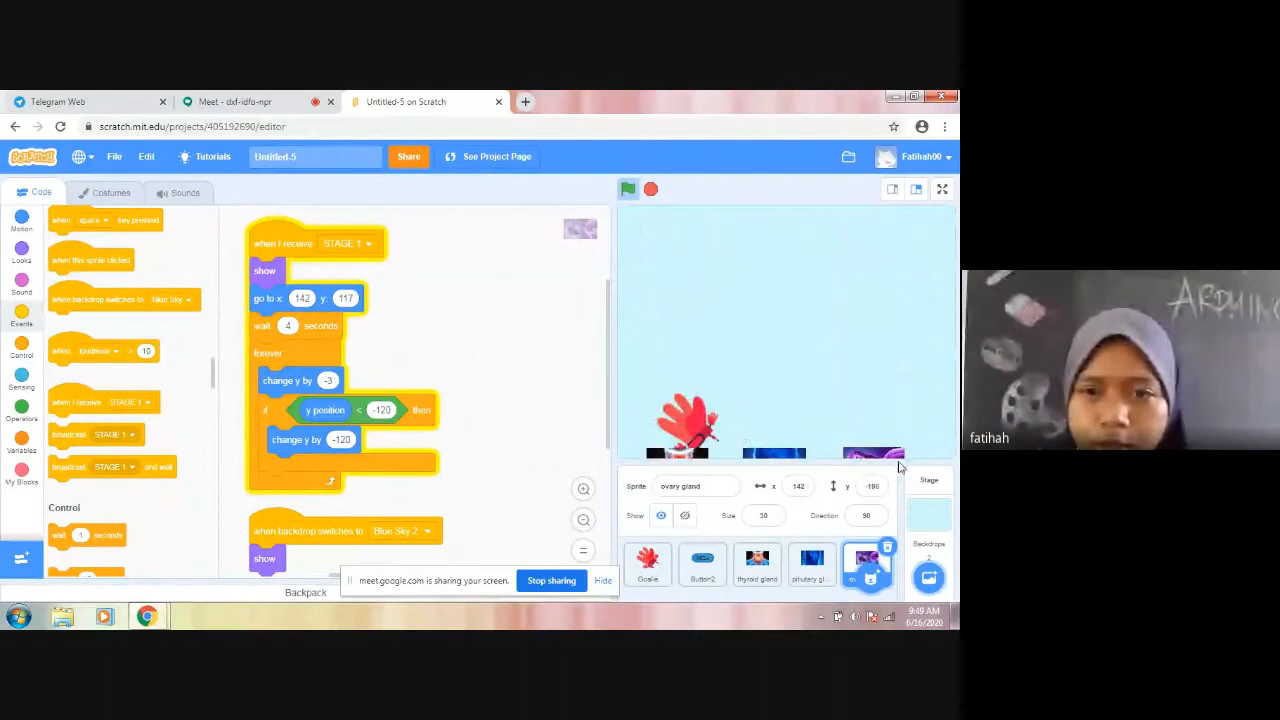 Telegram Web
Meet - dxf-idfo-npr
Untitled-5 on Scratch
scratch.mit.edu/projects/405192690/editor
SCRATCH
File
Edit
Tutorials
Untitled-5
Share
See Project Page
Fatihah00
Code
Costumes
Sounds
Motion
Looks
Sound
Events
Control
Sensing
Operators
Variables
My Blocks
when space key pressed
when this sprite clicked
when backdrop switches to Blue Sky
when loudness > 10
when I receive STAGE 1
broadcast STAGE 1
broadcast STAGE 1 and wait
Control
wait 1 seconds
when I receive STAGE 1
show
go to x: 142 y: 117
wait 4 seconds
forever
change y by -3
if y position < -120 then
change y by -120
when backdrop switches to Blue Sky 2
show
Sprite ovary gland x 142 y -196
Show Size 30 Direction 90
Goalie
Button2
thyroid gland
pitiutary gl...
Stage
Backdrops
2
meet.google.com is sharing your screen.
Stop sharing
Hide
Backpack
9:49 AM
6/16/2020
fatihah